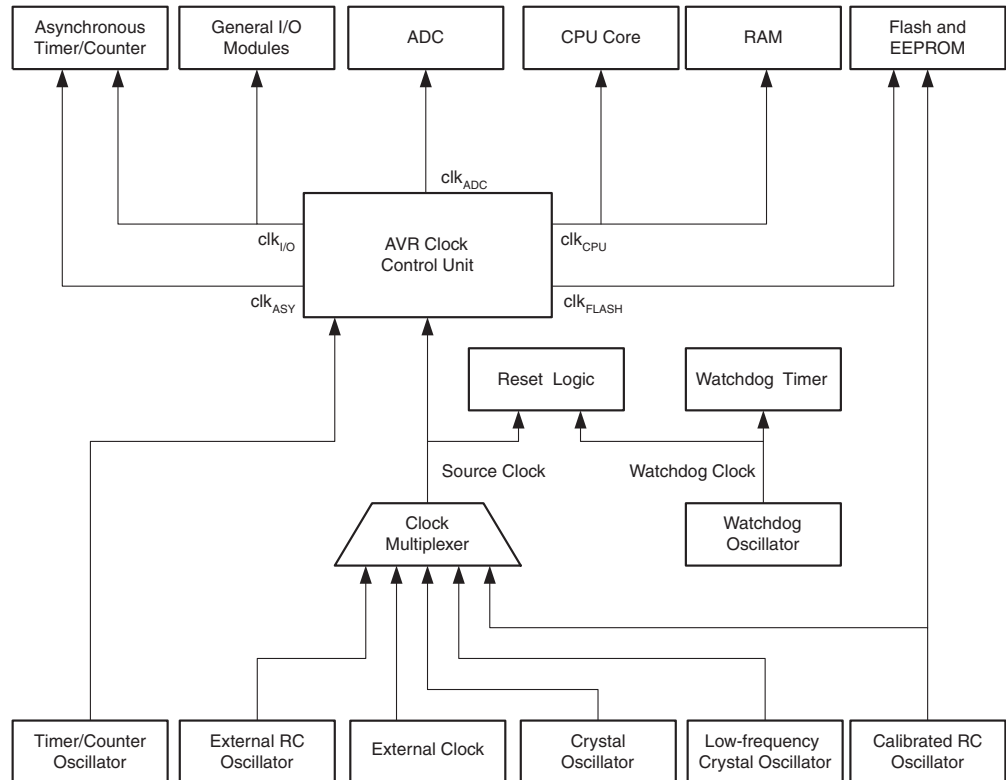 Asynchronous
Timer/Counter
General I/O
Modules
ADC
CPU Core
RAM
Flash and
EEPROM
clkADC
clkI/O
AVR Clock
Control Unit
clkCPU
clkASY
clkFLASH
Reset Logic
Watchdog Timer
Source Clock
Watchdog Clock
Clock
Multiplexer
Watchdog
Oscillator
Timer/Counter
Oscillator
External RC
Oscillator
External Clock
Crystal
Oscillator
Low-frequency
Crystal Oscillator
Calibrated RC
Oscillator